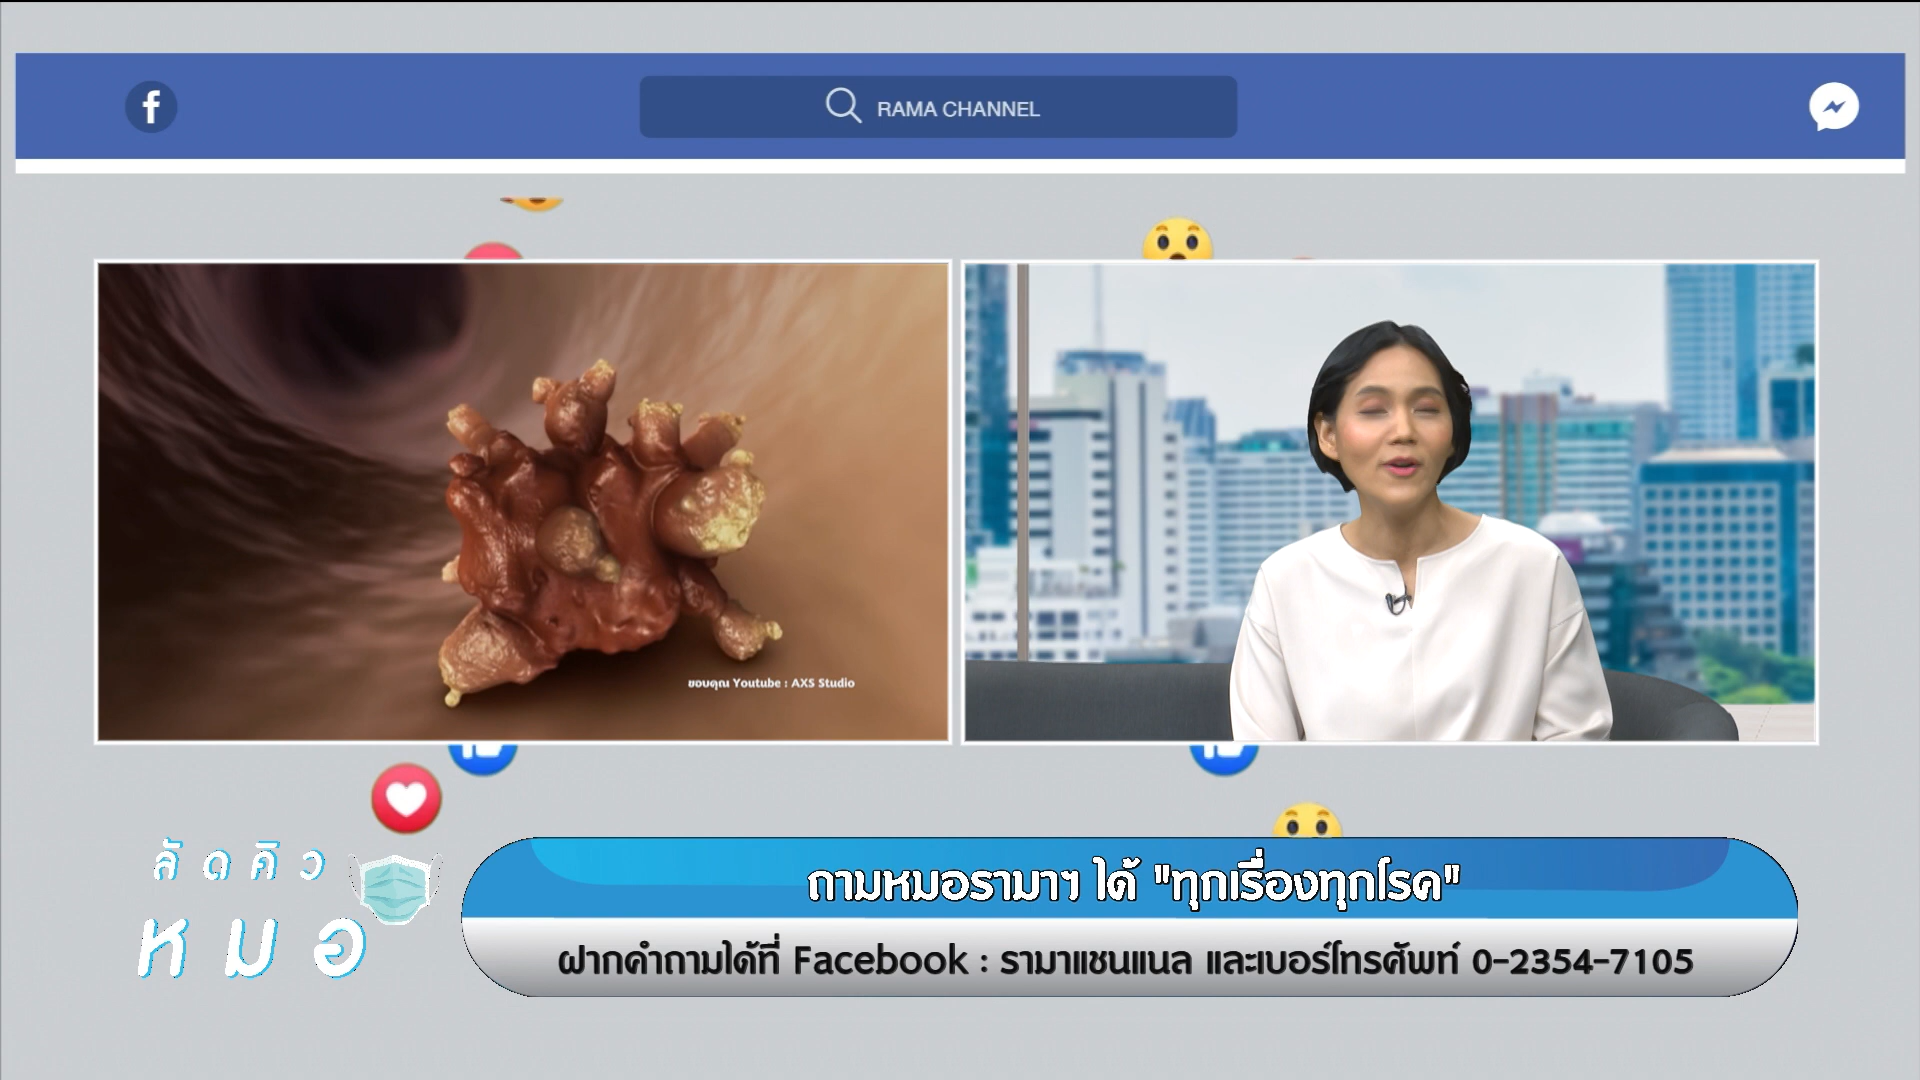 f
RAMA CHANNEL
ขอบคุณ Youtube : AXS Studio
ลัดคิว
หมอ
ถามหมอรามาฯ ได้ "ทุกเรื่องทุกโรค"
ฝากคำถามได้ที่ Facebook : รามาแชนแนล และเบอร์โทรศัพท์ 0-2354-7105